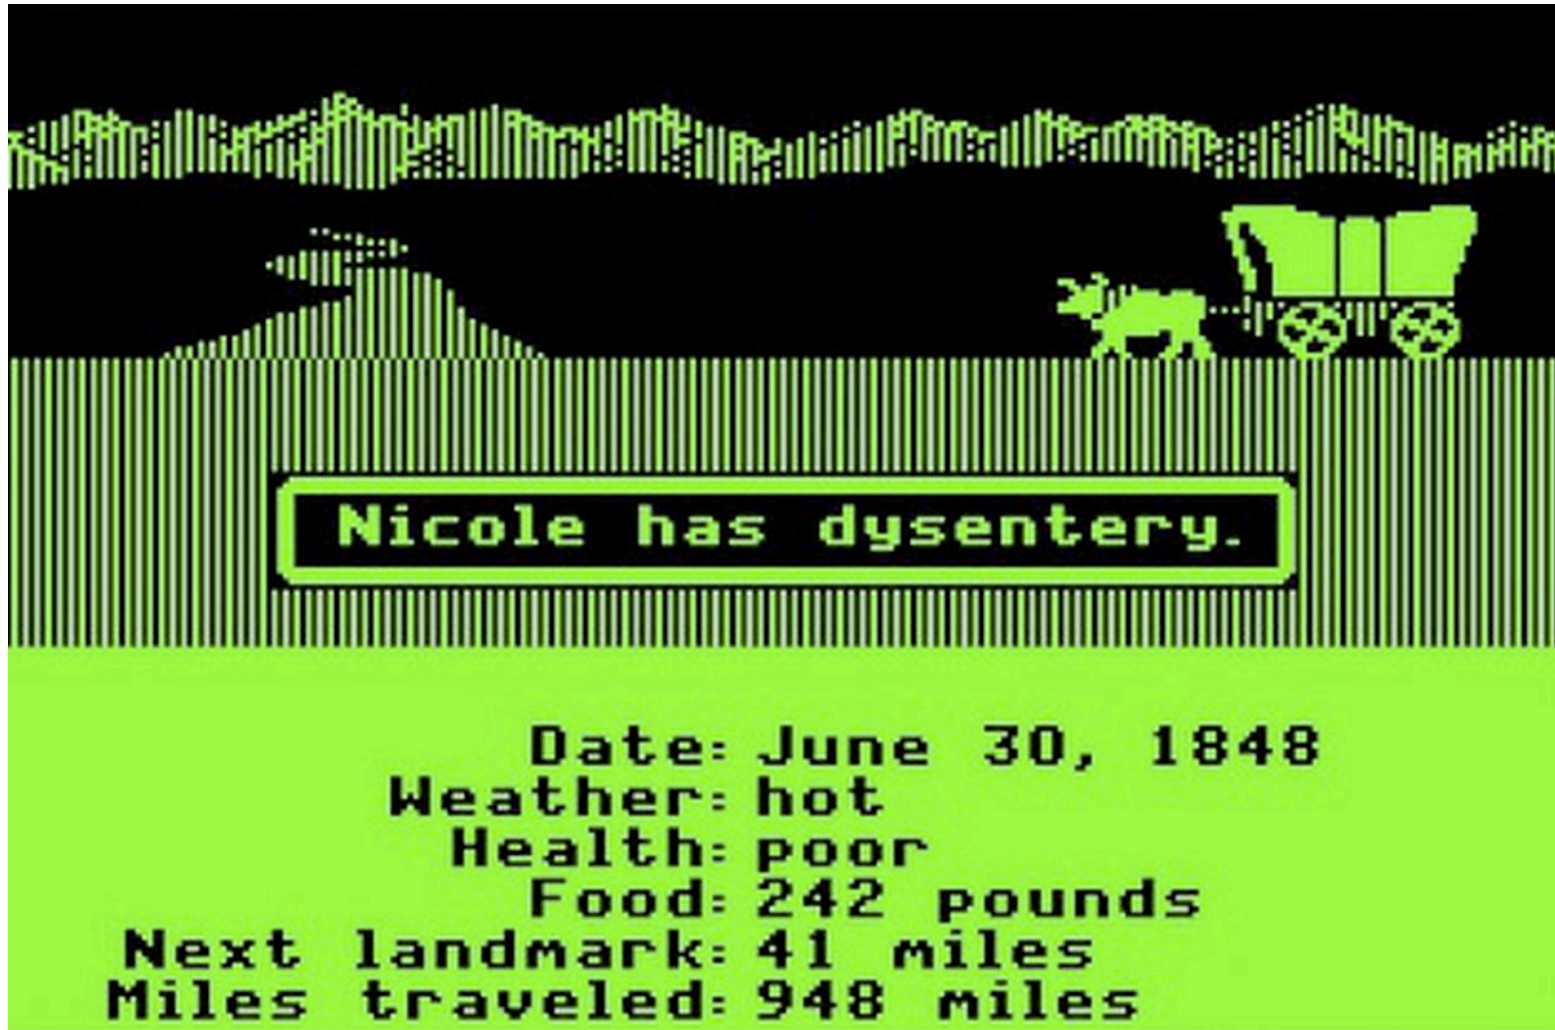 Nicole has dysentery.
Date: June 30, 1848
Weather: hot
Health: poor
Food: 242 pounds
Next landmark: 41 miles
Miles traveled: 948 miles